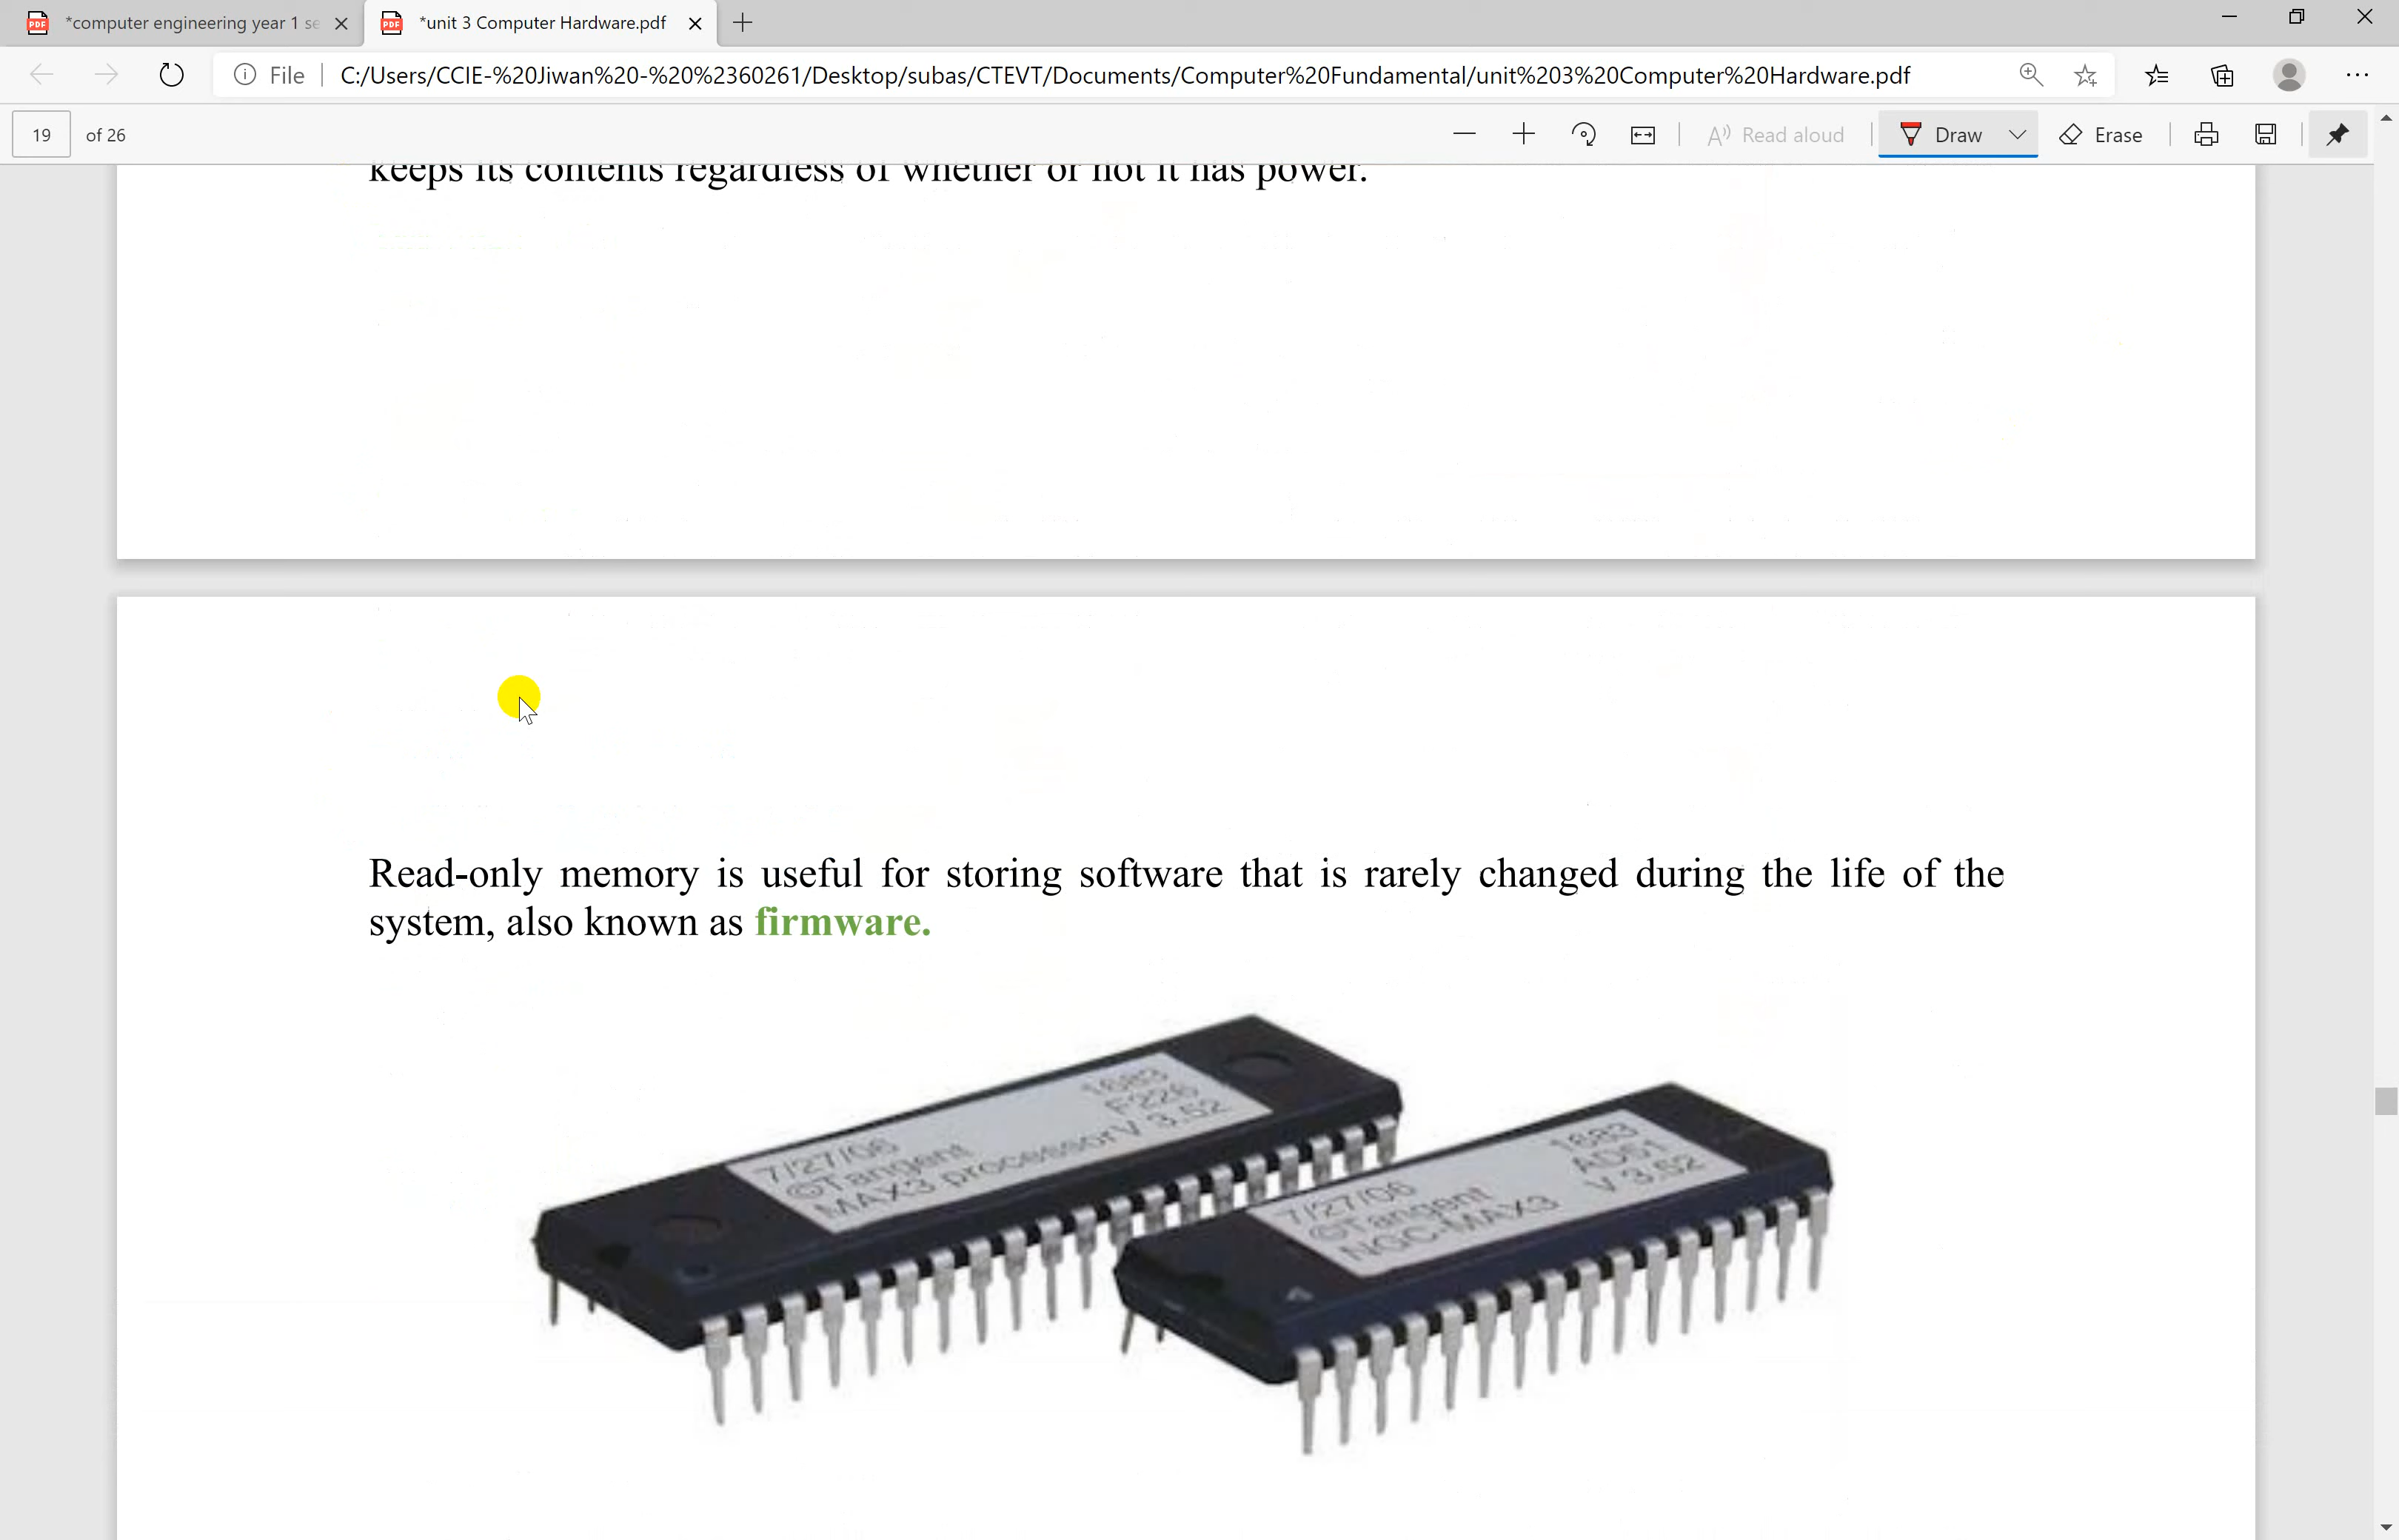 *computer engineering year 1 se
*unit 3 Computer Hardware.pdf
File
C:/Users/CCIE-%20Jiwan%20-%20%2360261/Desktop/subas/CTEVT/Documents/Computer%20Fundamental/unit%203%20Computer%20Hardware.pdf
19 of 26
Read aloud
Draw
Erase
keeps its contents regardless of whether or not it has power.
Read-only memory is useful for storing software that is rarely changed during the life of the
system, also known as firmware.
1683
F226
7/27/06
©Tangent
MAX3 processor V 3.52
1683
AD51
7/27/06
©Tangent
NGC-MAX3 V 3.52